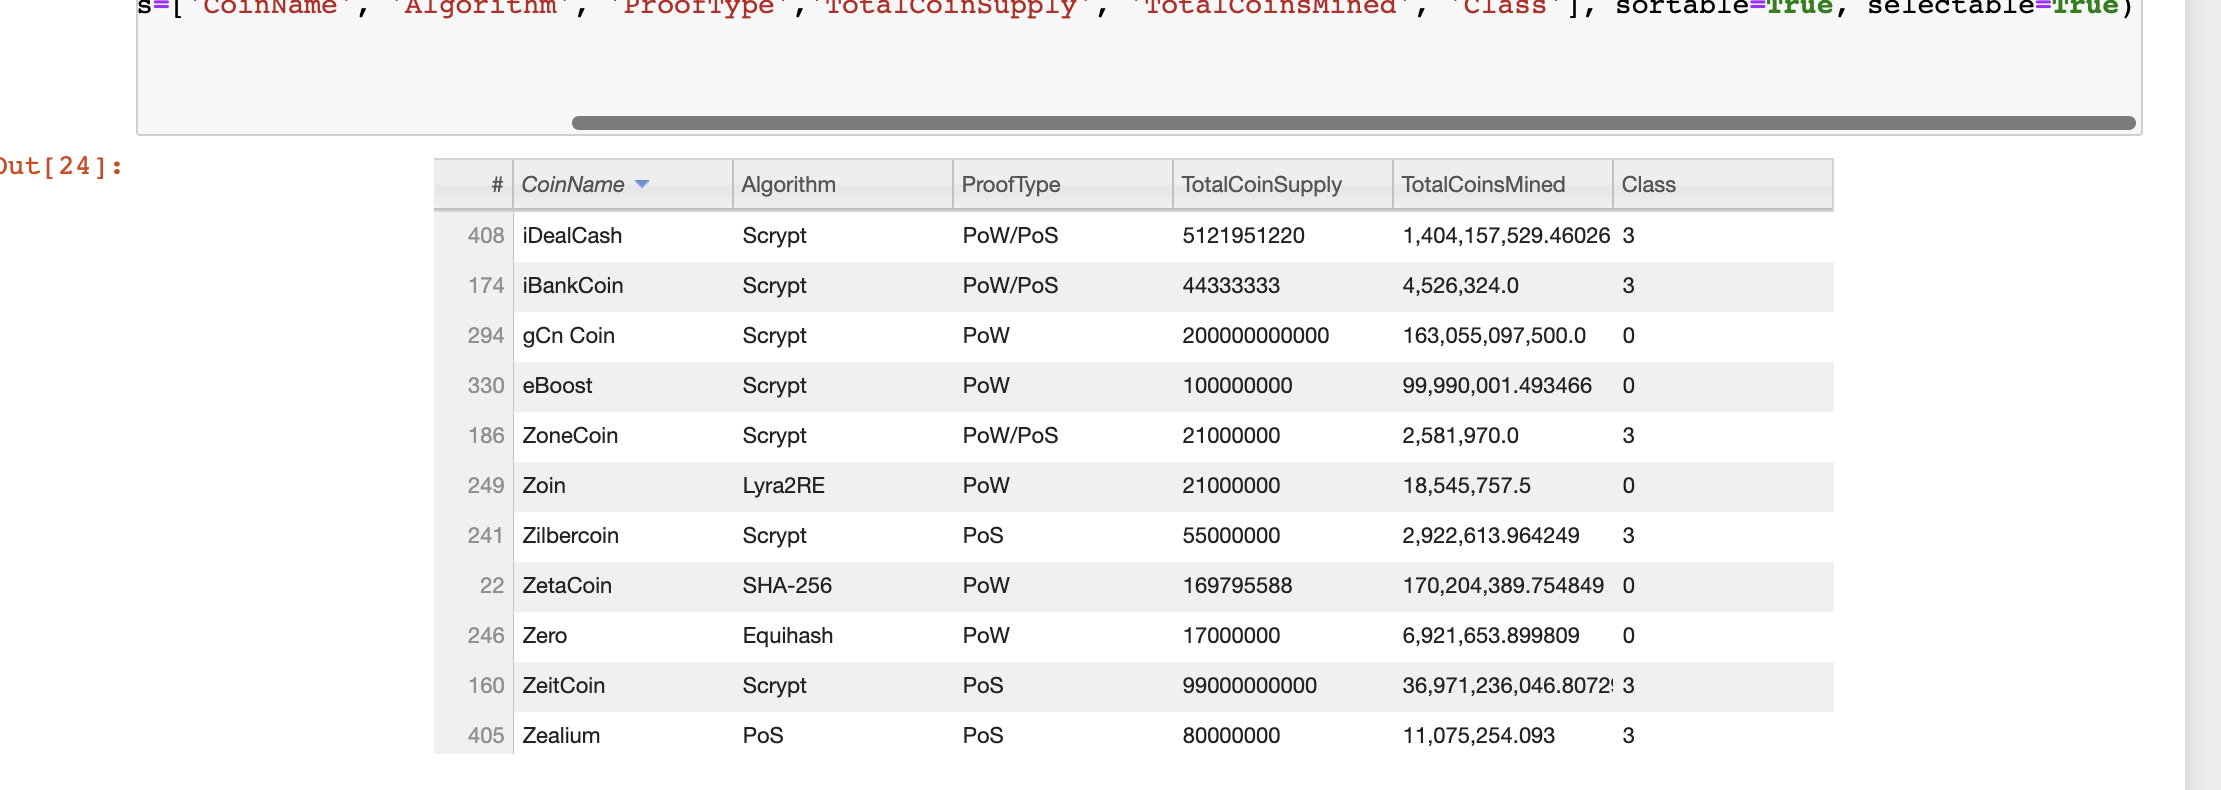 s=['CoinName', 'Algorithm', 'ProofType','TotalCoinSupply', 'TotalCoinsMined', 'Class'], sortable=True, selectable=True)
Out[24]:
# CoinName Algorithm ProofType TotalCoinSupply TotalCoinsMined Class
408 iDealCash Scrypt PoW/PoS 5121951220 1,404,157,529.46026 3
174 iBankCoin Scrypt PoW/PoS 44333333 4,526,324.0 3
294 gCn Coin Scrypt PoW 200000000000 163,055,097,500.0 0
330 eBoost Scrypt PoW 100000000 99,990,001.493466 0
186 ZoneCoin Scrypt PoW/PoS 21000000 2,581,970.0 3
249 Zoin Lyra2RE PoW 21000000 18,545,757.5 0
241 Zilbercoin Scrypt PoS 55000000 2,922,613.964249 3
22 ZetaCoin SHA-256 PoW 169795588 170,204,389.754849 0
246 Zero Equihash PoW 17000000 6,921,653.899809 0
160 ZeitCoin Scrypt PoS 99000000000 36,971,236,046.8072 3
405 Zealium PoS PoS 80000000 11,075,254.093 3